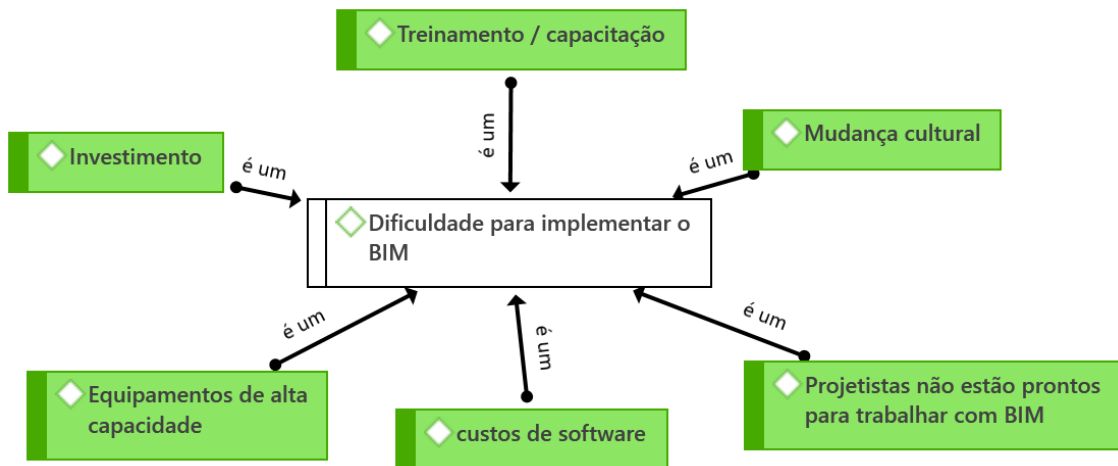 Treinamento / capacitação
é um
Mudança cultural
é um
Investimento
é um
Dificuldade para implementar o
BIM
é um
é um
é um
Equipamentos de alta
capacidade
custos de software
Projetistas não estão prontos
para trabalhar com BIM